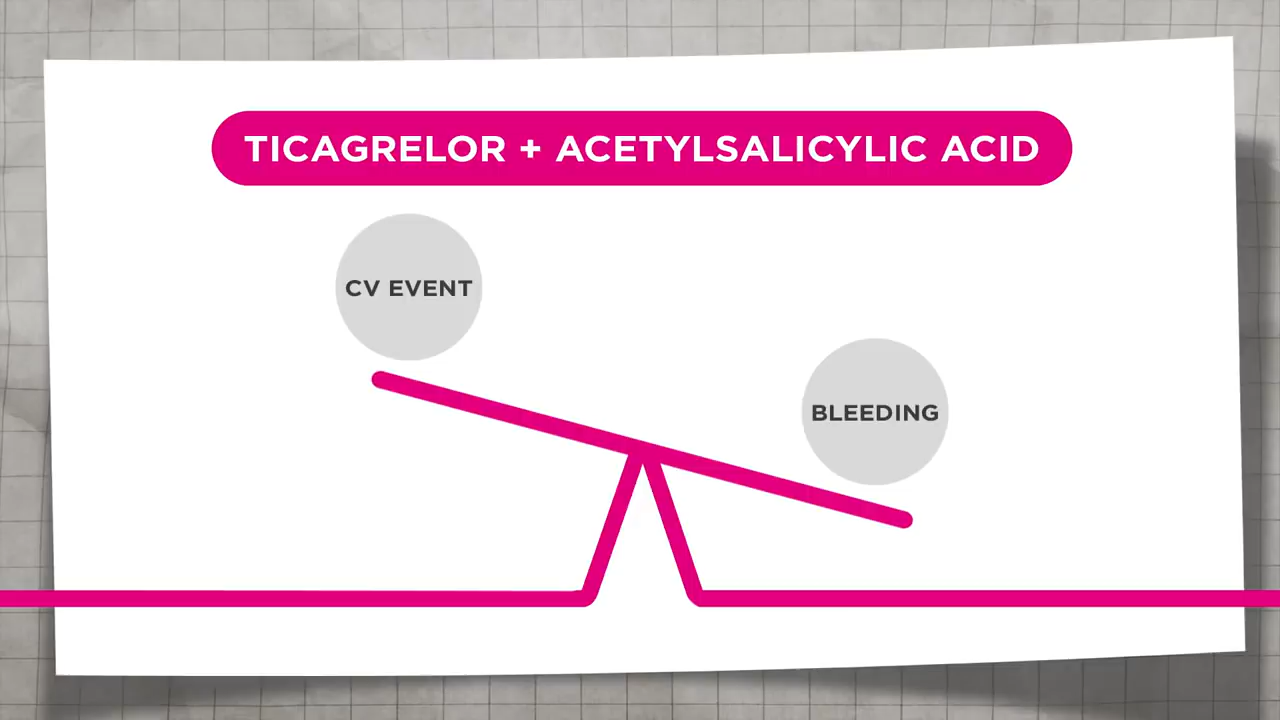 TICAGRELOR + ACETYLSALICYLIC ACID
CV EVENT
BLEEDING